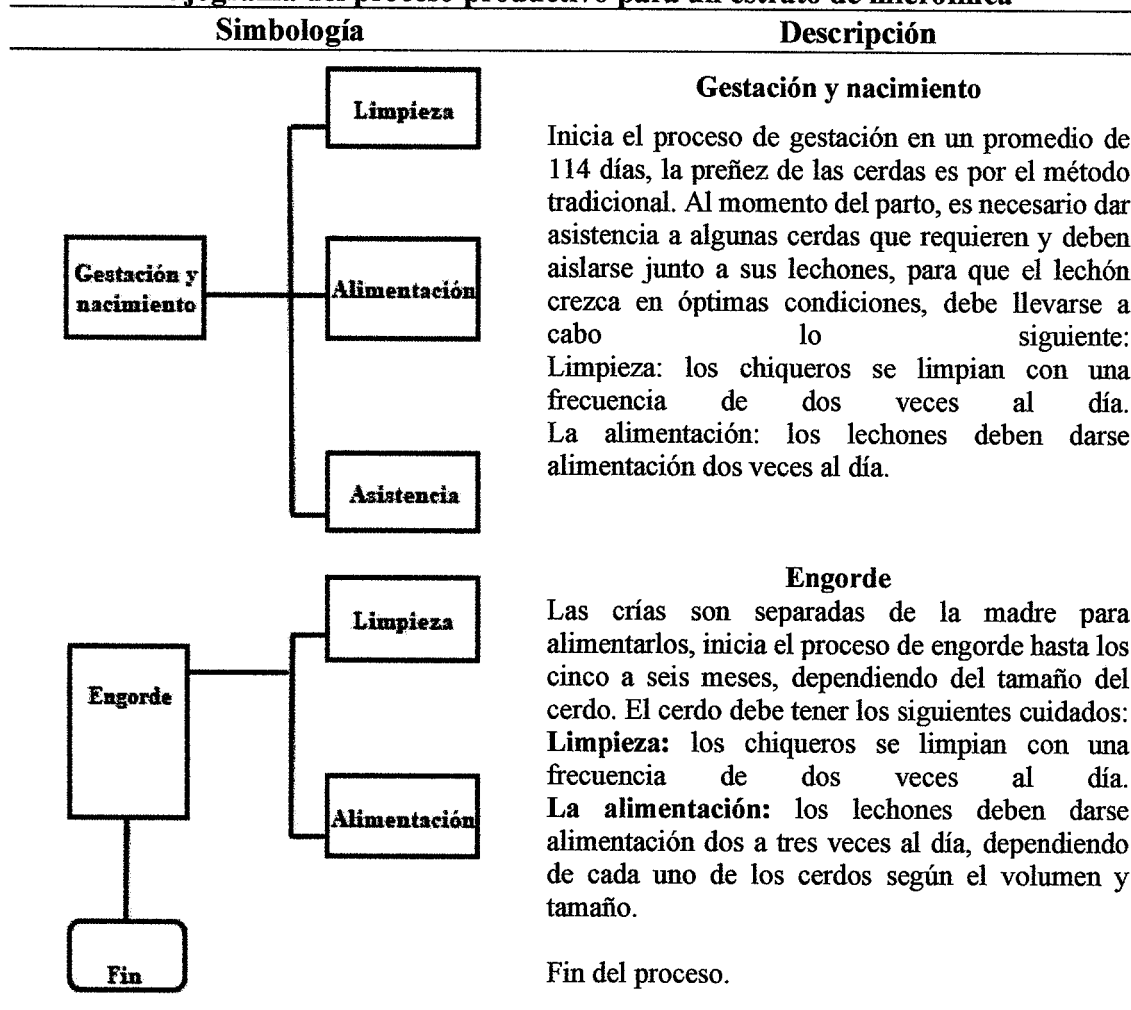 Simbología Descripción
Limpieza
Gestación y
nacimiento
Alimentación
Asistencia
Gestación y nacimiento
Inicia el proceso de gestación en un promedio de
114 días, la preñez de las cerdas es por el método
tradicional. Al momento del parto, es necesario dar
asistencia a algunas cerdas que requieren y deben
aislarse junto a sus lechones, para que el lechón
crezca en óptimas condiciones, debe llevarse a
cabo lo siguiente:
Limpieza: los chiqueros se limpian con una
frecuencia de dos veces al día.
La alimentación: los lechones deben darse
alimentación dos veces al día.
Limpieza
Engorde
Alimentación
Fin
Engorde
Las crías son separadas de la madre para
alimentarlos, inicia el proceso de engorde hasta los
cinco a seis meses, dependiendo del tamaño del
cerdo. El cerdo debe tener los siguientes cuidados:
Limpieza: los chiqueros se limpian con una
frecuencia de dos veces al día.
La alimentación: los lechones deben darse
alimentación dos a tres veces al día, dependiendo
de cada uno de los cerdos según el volumen y
tamaño.
Fin del proceso.